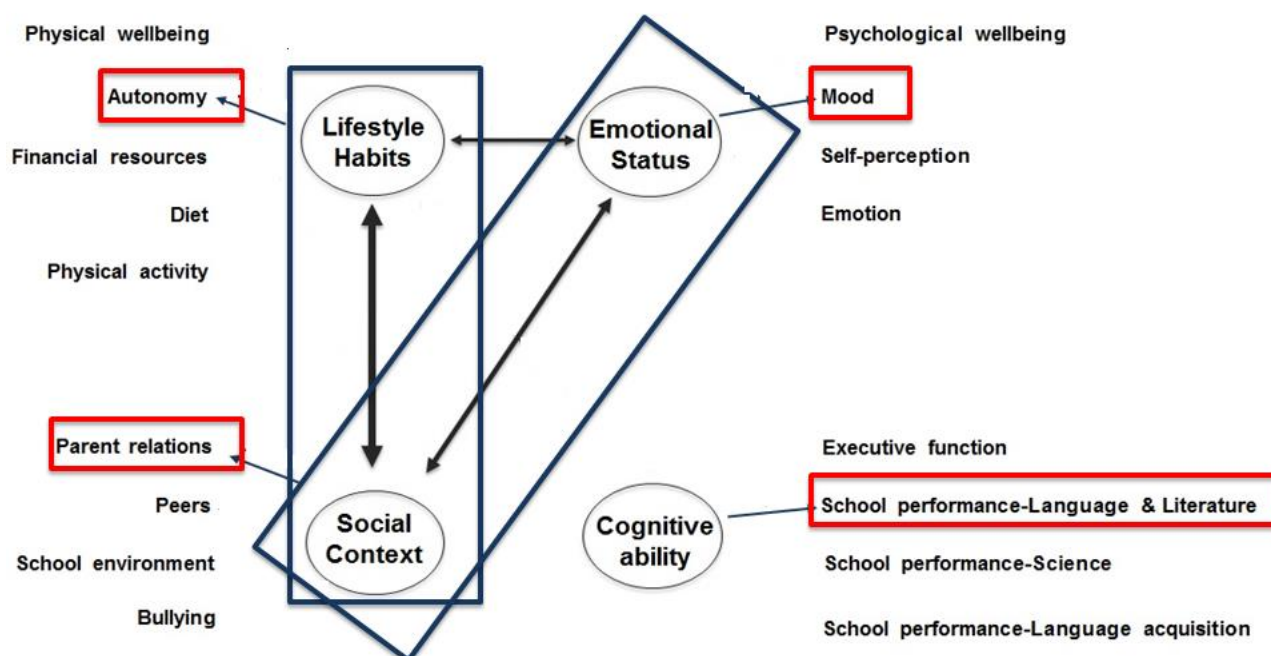 Physical wellbeing
Autonomy
Financial resources
Diet
Physical activity
Lifestyle
Habits
Emotional
Status
Psychological wellbeing
Mood
Self-perception
Emotion
Parent relations
Peers
School environment
Bullying
Social
Context
Cognitive
ability
Executive function
School performance-Language & Literature
School performance-Science
School performance-Language acquisition